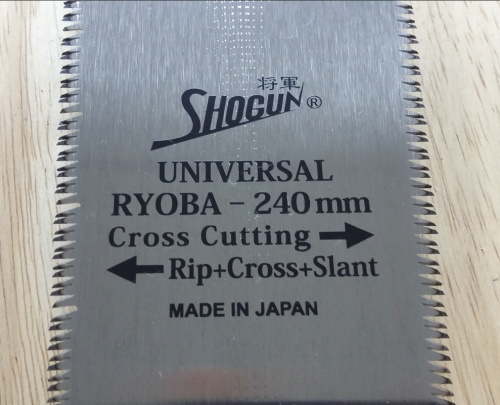 将軍
SHOGUN®
UNIVERSAL
RYOBA - 240 mm
Cross Cutting →
← Rip+Cross+Slant
MADE IN JAPAN